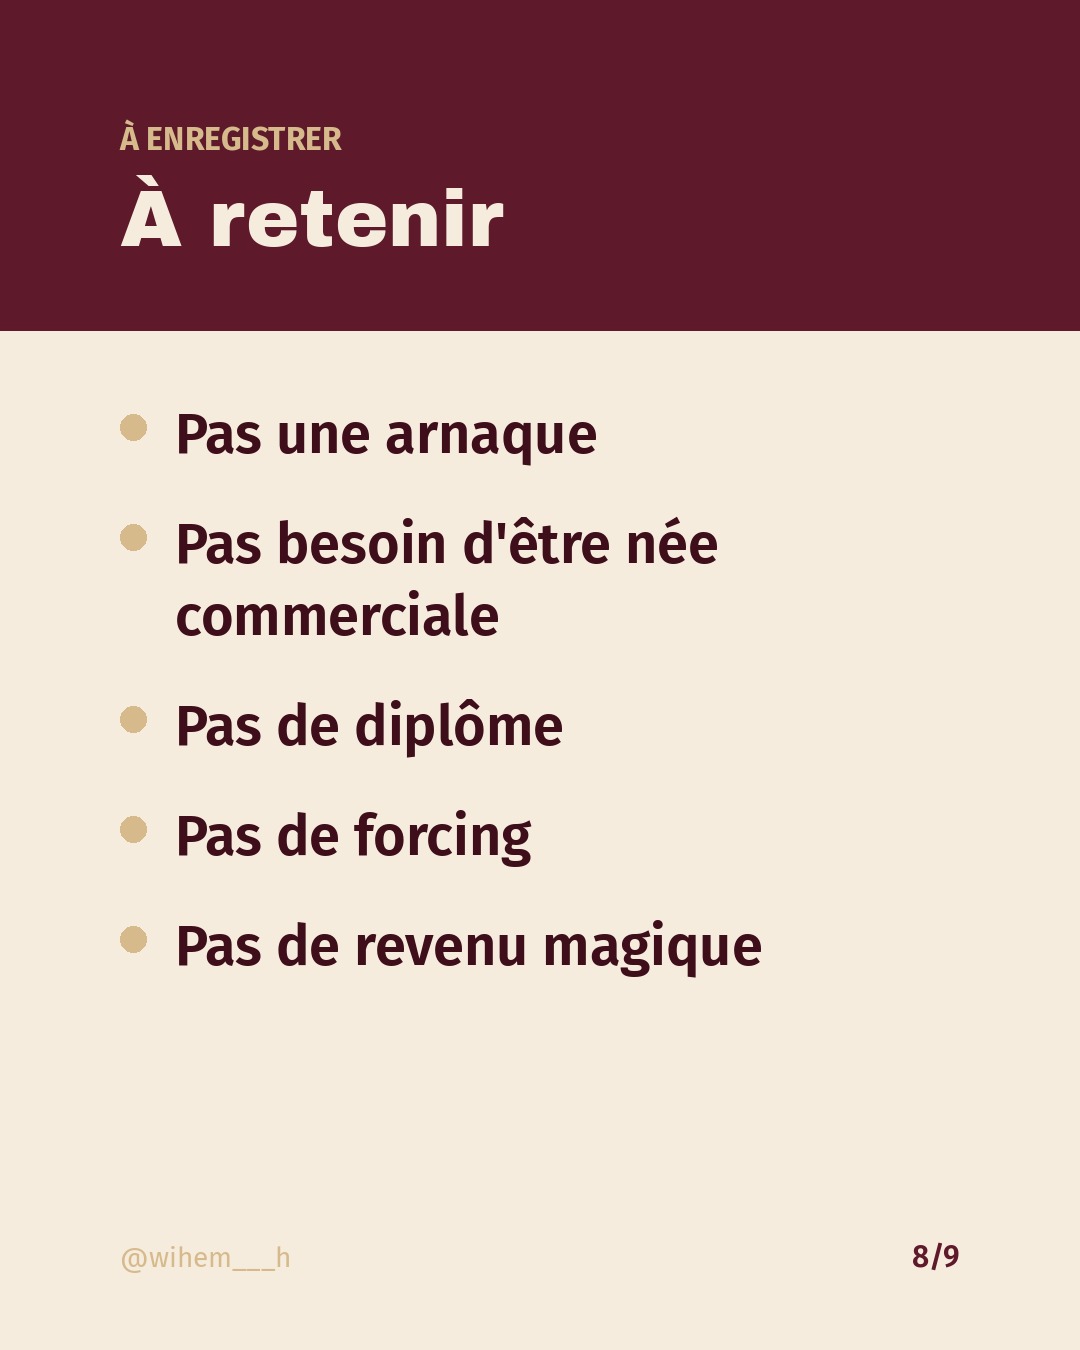 À ENREGISTRER
À retenir
Pas une arnaque
Pas besoin d'être née
commerciale
Pas de diplôme
Pas de forcing
Pas de revenu magique
@wihem___h
8/9